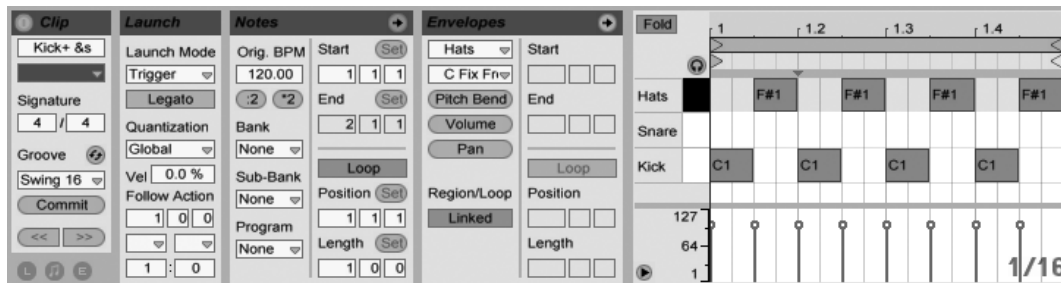 Clip
Kick+ &s
Signature
4 / 4
Groove
Swing 16
Commit
<< >>
L E
Launch
Launch Mode
Trigger
Legato
Quantization
Global
Vel 0.0 %
Follow Action
1 0 0
1 : 0
Notes
Orig. BPM
120.00
:2 *2
Bank
None
Sub-Bank
None
Program
None
Start Set
1 1 1
End Set
2 1 1
Loop
Position Set
1 1 1
Length Set
1 0 0
Envelopes
Hats
C Fix Fre
Pitch Bend
Volume
Pan
Region/Loop
Linked
Start
End
Loop
Position
Length
Fold
1 1.2 1.3 1.4
Hats F#1 F#1 F#1 F#1
Snare
Kick C1 C1 C1 C1
127
64
1
1/16